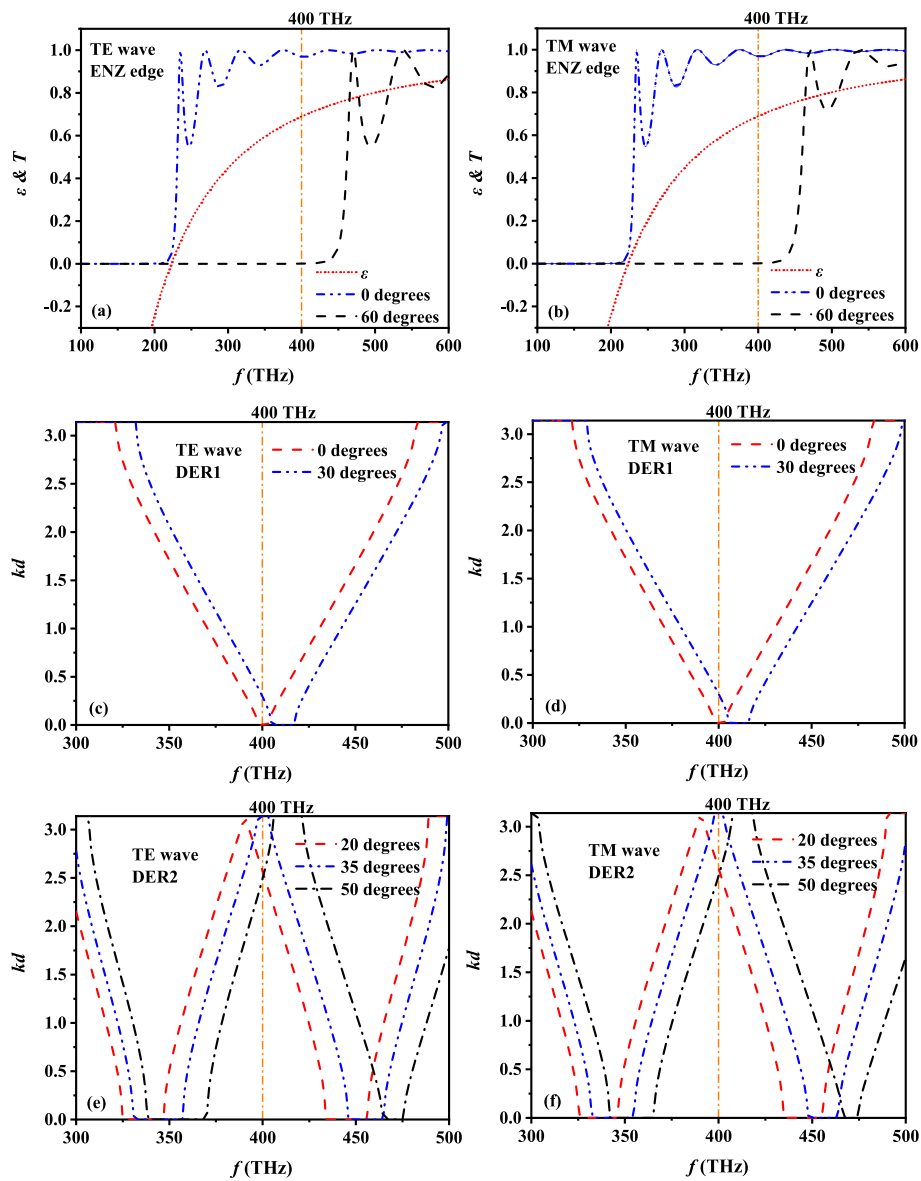 400 THz
TE wave
ENZ edge
1.0
0.8
0.6
0.4
0.2
0.0
-0.2
ε & T
(a)
ε
0 degrees
60 degrees
100 200 300 400 500 600
f (THz)
400 THz
TM wave
ENZ edge
1.0
0.8
0.6
0.4
0.2
0.0
-0.2
ε & T
(b)
ε
0 degrees
60 degrees
100 200 300 400 500 600
f (THz)
400 THz
TE wave
DER1
0 degrees
30 degrees
3.0
2.5
2.0
1.5
1.0
0.5
0.0
kd
(c)
300 350 400 450 500
f (THz)
400 THz
TM wave
DER1
0 degrees
30 degrees
3.0
2.5
2.0
1.5
1.0
0.5
0.0
kd
(d)
300 350 400 450 500
f (THz)
400 THz
TE wave
DER2
20 degrees
35 degrees
50 degrees
3.0
2.5
2.0
1.5
1.0
0.5
0.0
kd
(e)
300 350 400 450 500
f (THz)
400 THz
TM wave
DER2
20 degrees
35 degrees
50 degrees
3.0
2.5
2.0
1.5
1.0
0.5
0.0
kd
(f)
300 350 400 450 500
f (THz)